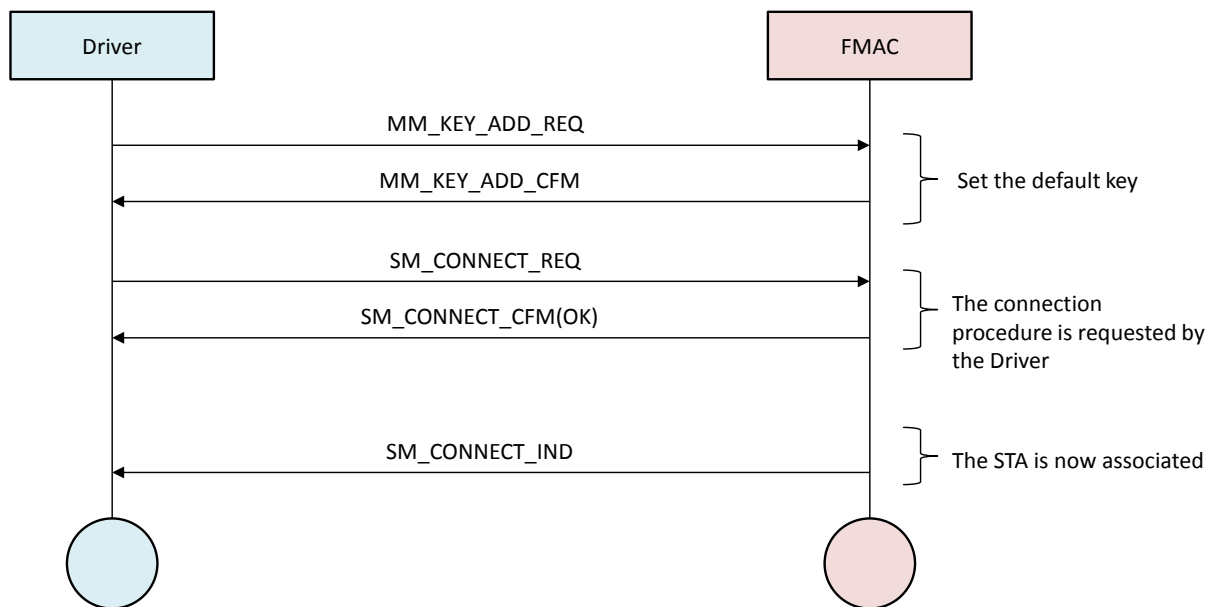 Driver
FMAC
MM_KEY_ADD_REQ
MM_KEY_ADD_CFM
Set the default key
SM_CONNECT_REQ
SM_CONNECT_CFM(OK)
The connection
procedure is requested by
the Driver
SM_CONNECT_IND
The STA is now associated